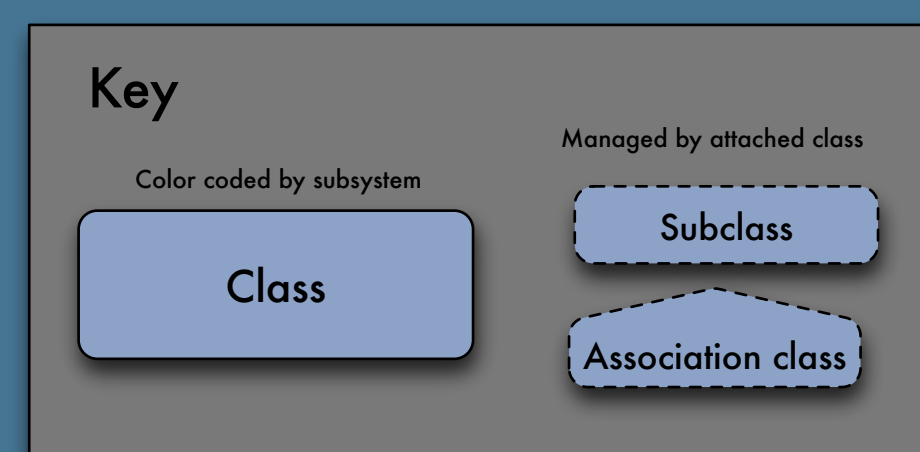 Key
Color coded by subsystem
Class
Managed by attached class
Subclass
Association class